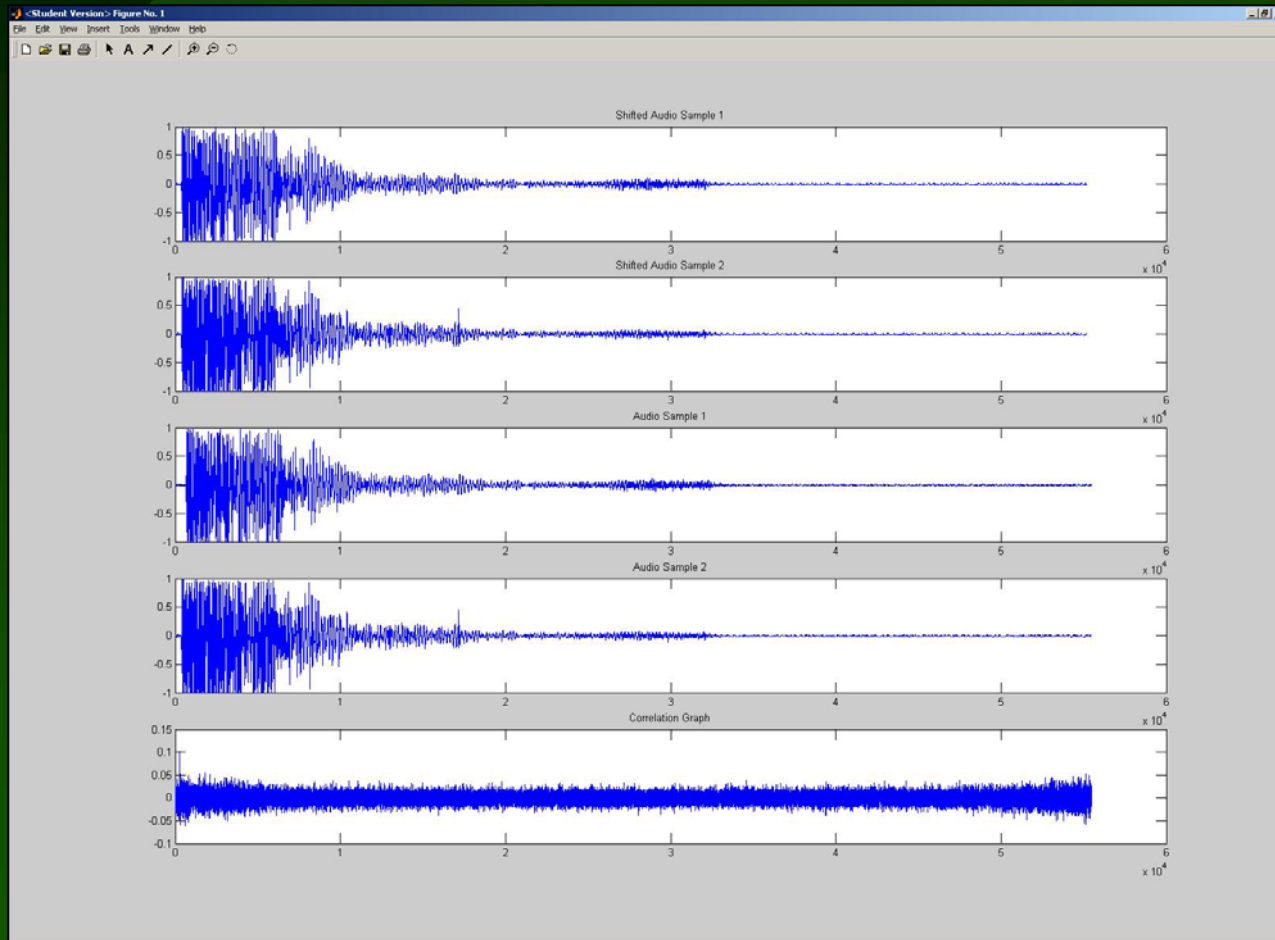 <Student Version> Figure No. 1
File Edit View Insert Tools Window Help
A
Shifted Audio Sample 1
1
0.5
0
-0.5
-1
0 1 2 3 4 5 6
x 10^4
Shifted Audio Sample 2
1
0.5
0
-0.5
-1
0 1 2 3 4 5 6
x 10^4
Audio Sample 1
1
0.5
0
-0.5
-1
0 1 2 3 4 5 6
x 10^4
Audio Sample 2
1
0.5
0
-0.5
-1
0 1 2 3 4 5 6
x 10^4
Correlation Graph
0.15
0.1
0.05
0
-0.05
-0.1
0 1 2 3 4 5 6
x 10^4